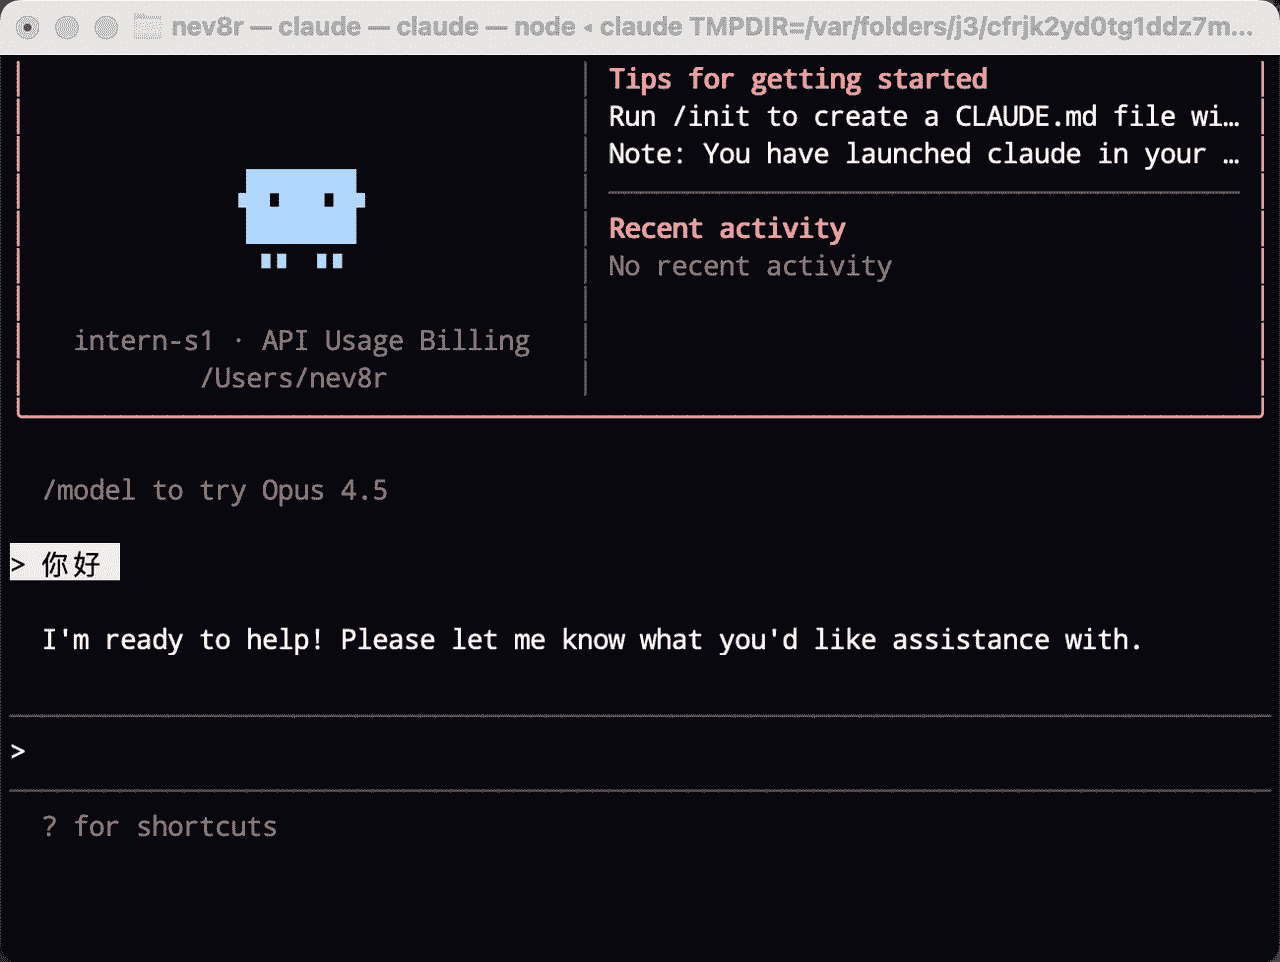 nev8r — claude — claude — node ◂ claude TMPDIR=/var/folders/j3/cfrjk2yd0tg1ddz7m...
Tips for getting started
Run /init to create a CLAUDE.md file wi…
Note: You have launched claude in your …
Recent activity
No recent activity
intern-s1 · API Usage Billing
/Users/nev8r
/model to try Opus 4.5
> 你好
I'm ready to help! Please let me know what you'd like assistance with.
>
? for shortcuts